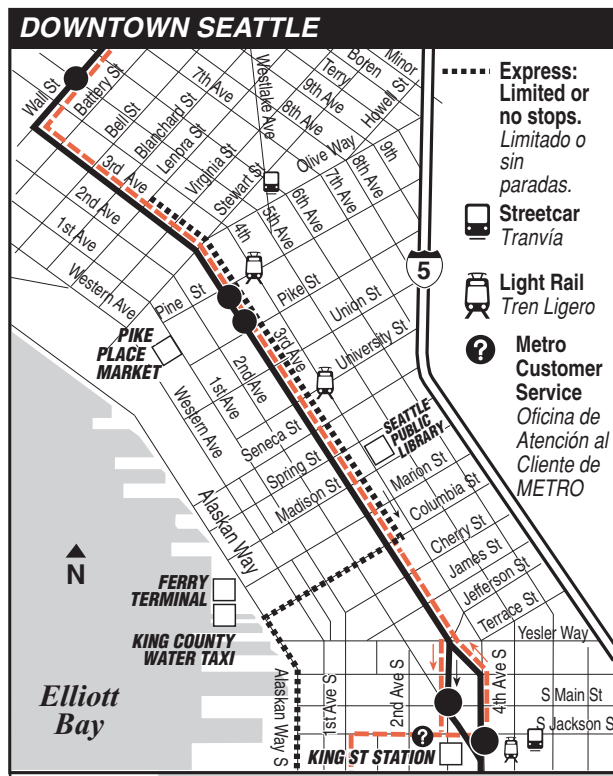 DOWNTOWN SEATTLE
Wall St
Battery St
Bell St
Blanchard St
Lenora St
Virginia St
Stewart St
7th Ave
Westlake Ave
8th Ave
9th Ave
Terry
Boren
Minor
Howell St
Olive Way
3rd Ave
2nd Ave
1st Ave
Western Ave
4th
5th Ave
6th Ave
7th Ave
8th Ave
9th
Pine St
Pike St
Union St
University St
PIKE
PLACE
MARKET
3rd Ave
2nd Ave
1st Ave
Western Ave
Seneca St
Spring St
Madison St
SEATTLE
PUBLIC
LIBRARY
Marion St
Columbia St
Cherry St
James St
Jefferson St
Terrace St
Yesler Way
Alaskan Way
N
FERRY
TERMINAL
KING COUNTY
WATER TAXI
Elliott
Bay
Alaskan Way S
1st Ave S
2nd Ave S
4th Ave S
S Main St
S Jackson S
?
KING ST STATION
5
Express:
Limited or
no stops.
Limitado o
sin
paradas.
Streetcar
Tranvía
Light Rail
Tren Ligero
?
Metro
Customer
Service
Oficina de
Atención al
Cliente de
METRO